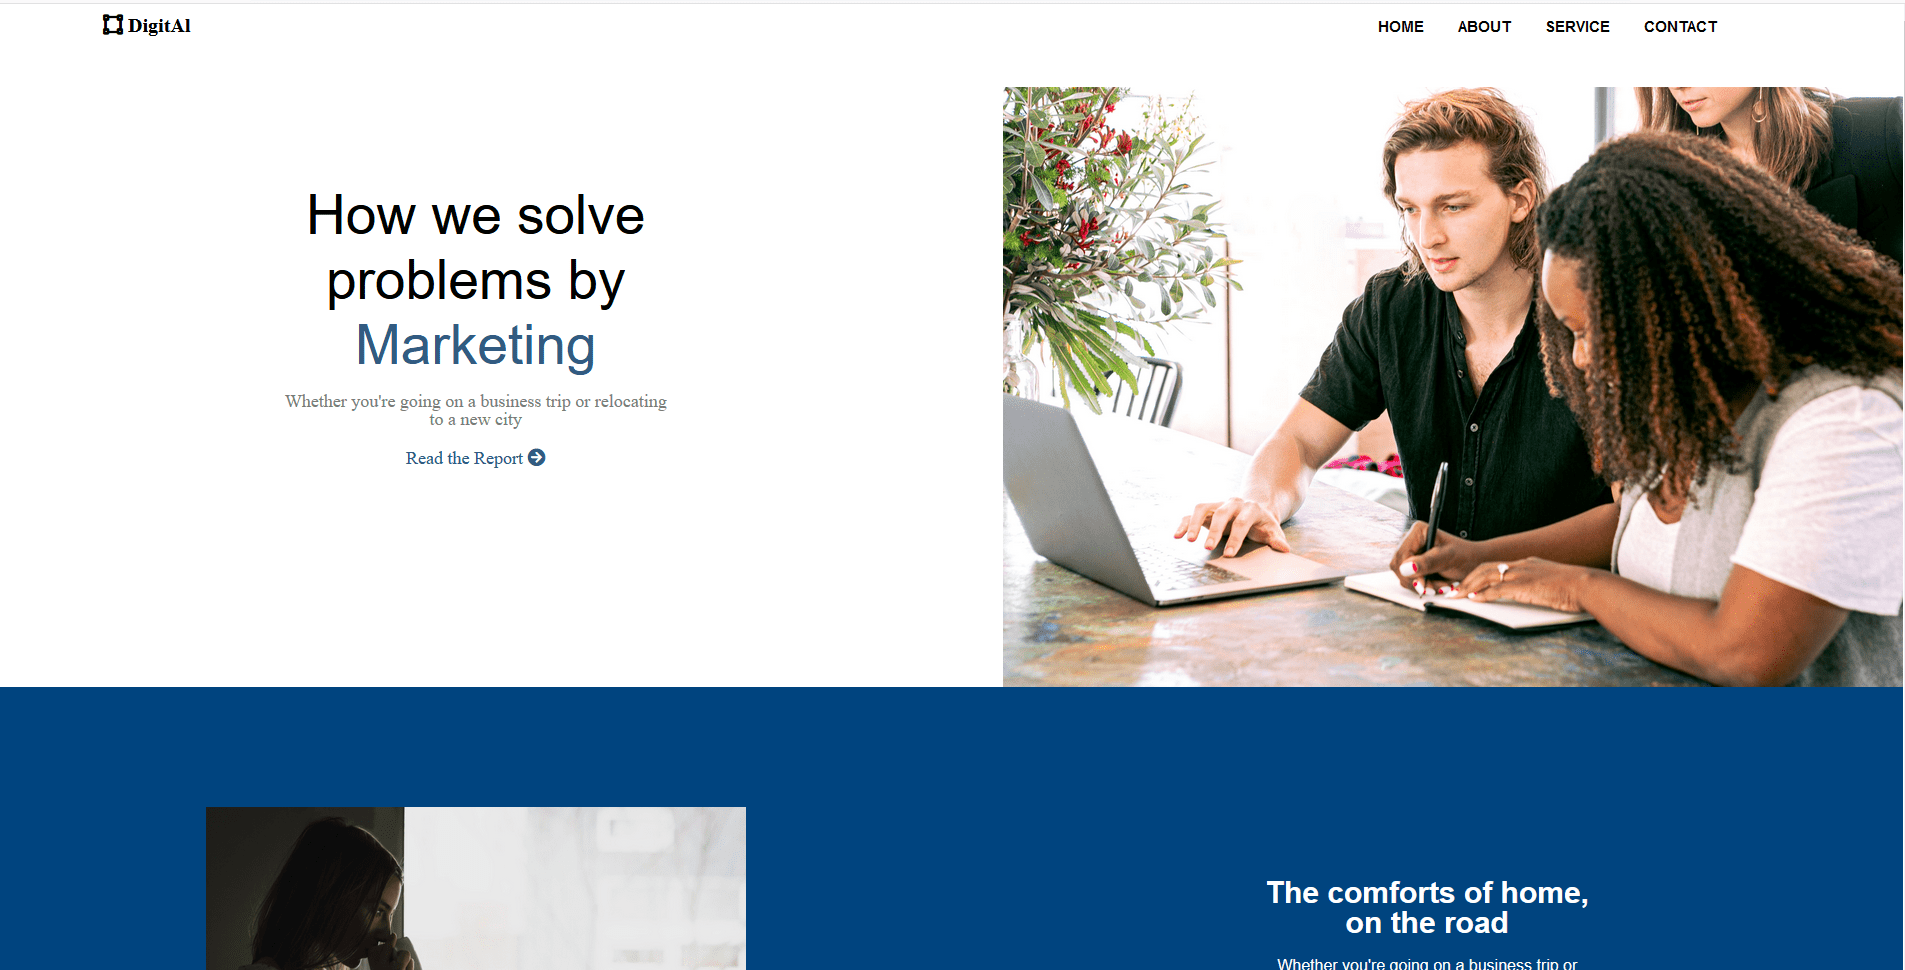 DigitAl
HOME ABOUT SERVICE CONTACT
How we solve
problems by
Marketing
Whether you're going on a business trip or relocating
to a new city
Read the Report
The comforts of home,
on the road
Whether you're going on a business trip or